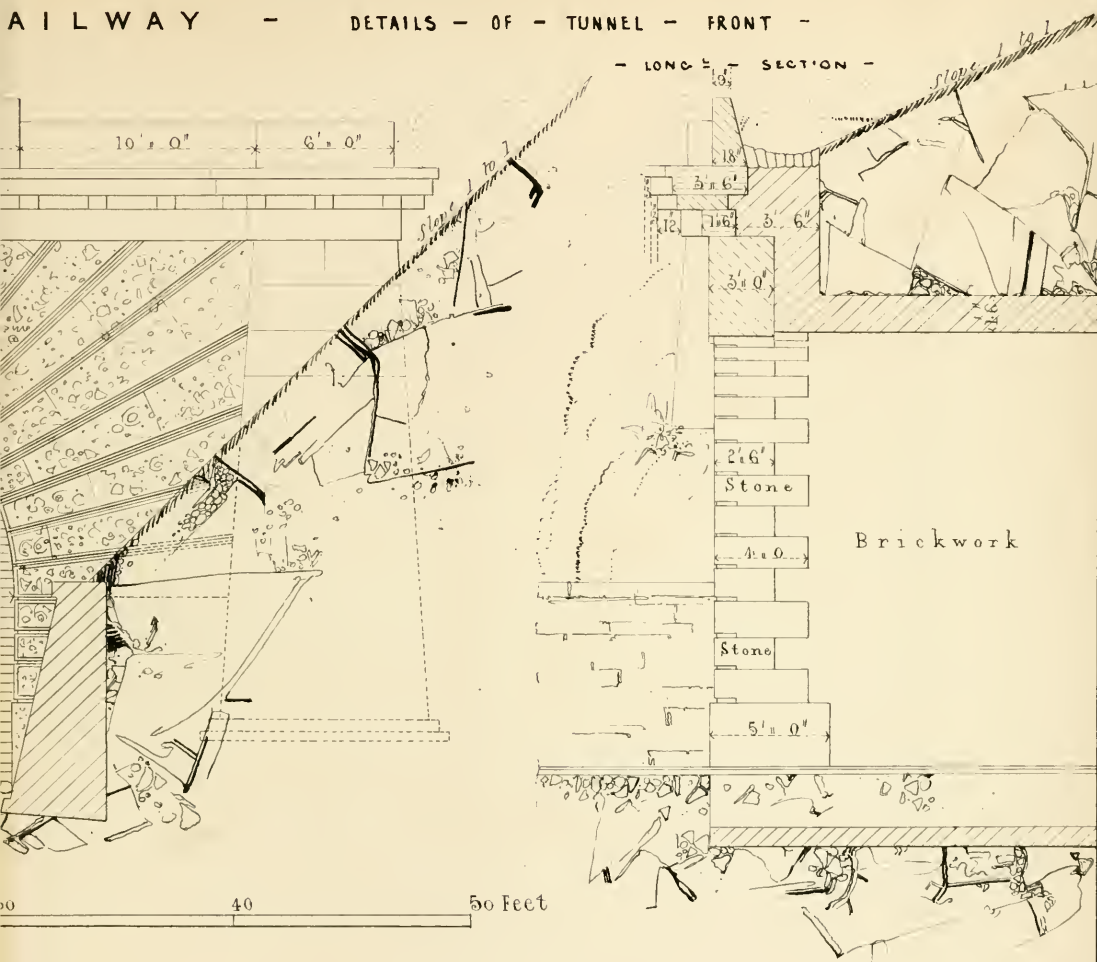 AILWAY - DETAILS - OF - TUNNEL - FRONT -
- LONGL - SECTION -
9"
slope 1 to 1
10' " 0" 6' " 0"
18"
slope 1 to 1
3' " 6"
12" 1' 6" 3' 6"
3' " 0"
2' " 6"
Stone
Brickwork
4' " 0
Stone
5' " 0"
40 50 Feet